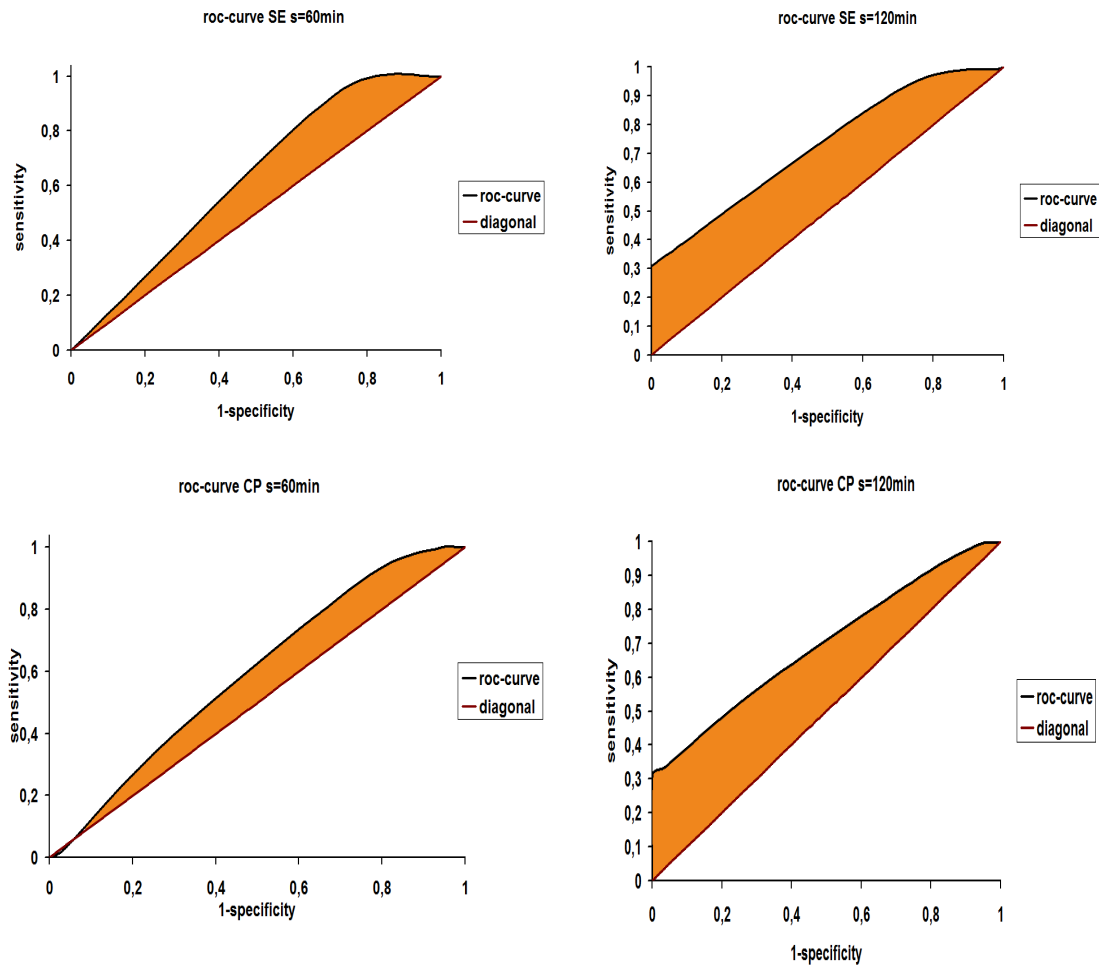 roc-curve SE s=60min
1
0,8
0,6
0,4
0,2
0
0 0,2 0,4 0,6 0,8 1
sensitivity
1-specificity
roc-curve
diagonal
roc-curve SE s=120min
1
0,9
0,8
0,7
0,6
0,5
0,4
0,3
0,2
0,1
0
0 0,2 0,4 0,6 0,8 1
sensitivity
1-specificity
roc-curve
diagonal
roc-curve CP s=60min
1
0,8
0,6
0,4
0,2
0
0 0,2 0,4 0,6 0,8 1
sensitivity
1-specificity
roc-curve
diagonal
roc-curve CP s=120min
1
0,9
0,8
0,7
0,6
0,5
0,4
0,3
0,2
0,1
0
0 0,2 0,4 0,6 0,8 1
sensitivity
1-specificity
roc-curve
diagonal